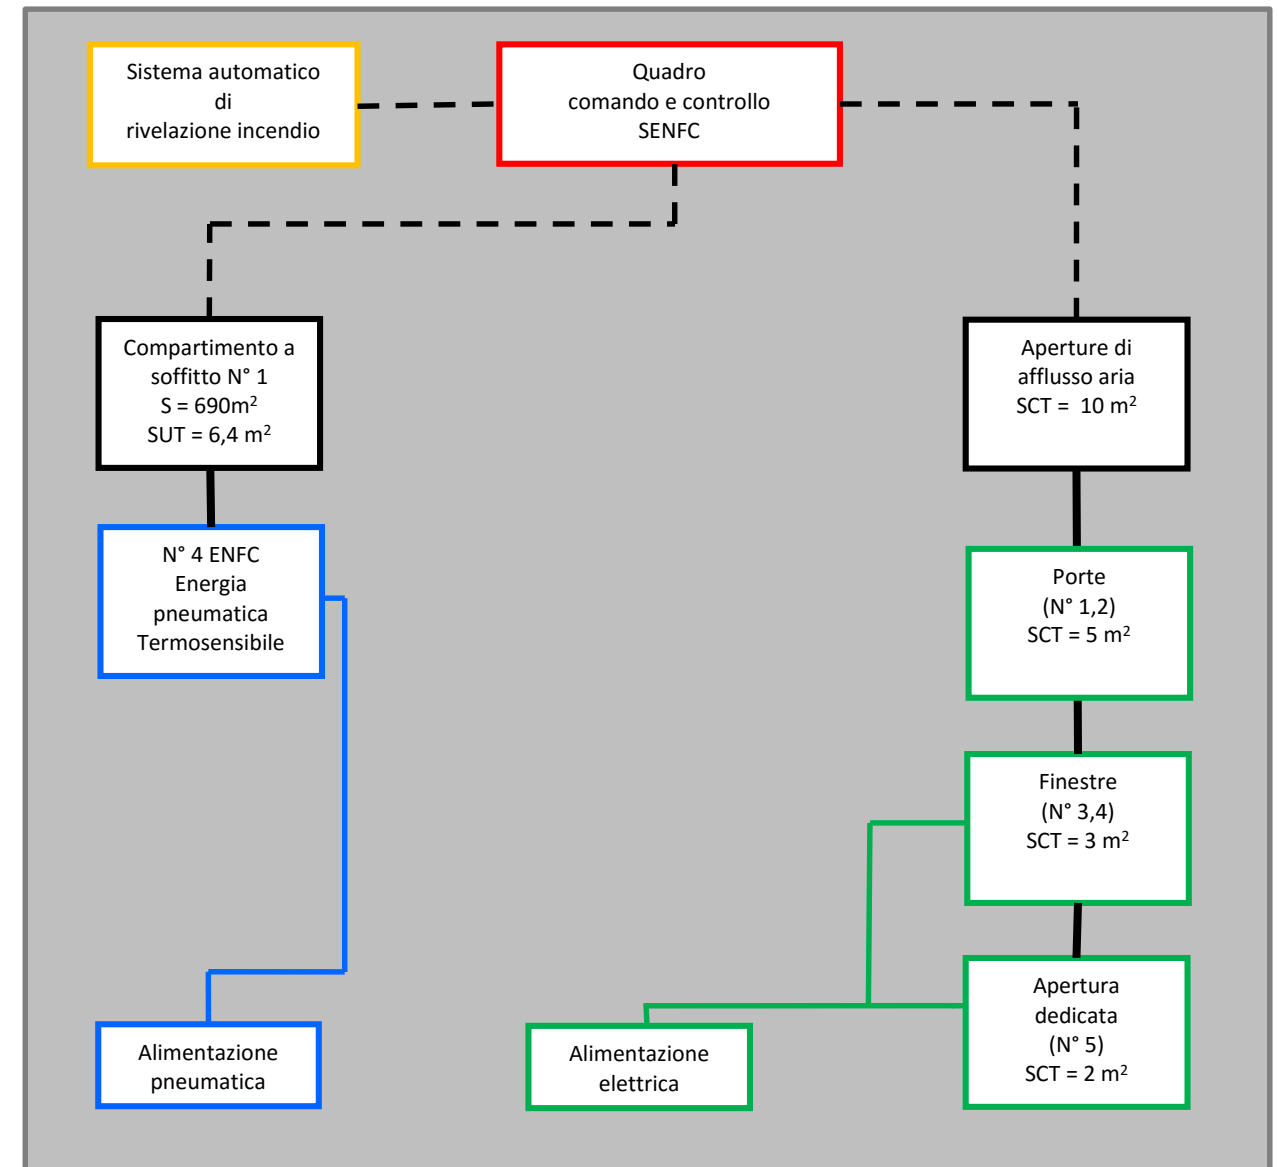 Sistema automatico
di
rivelazione incendio
Quadro
comando e controllo
SENFC
Compartimento a
soffitto N° 1
S = 690m²
SUT = 6,4 m²
Aperture di
afflusso aria
SCT = 10 m²
N° 4 ENFC
Energia
pneumatica
Termosensibile
Porte
(N° 1,2)
SCT = 5 m²
Finestre
(N° 3,4)
SCT = 3 m²
Apertura
dedicata
(N° 5)
SCT = 2 m²
Alimentazione
pneumatica
Alimentazione
elettrica